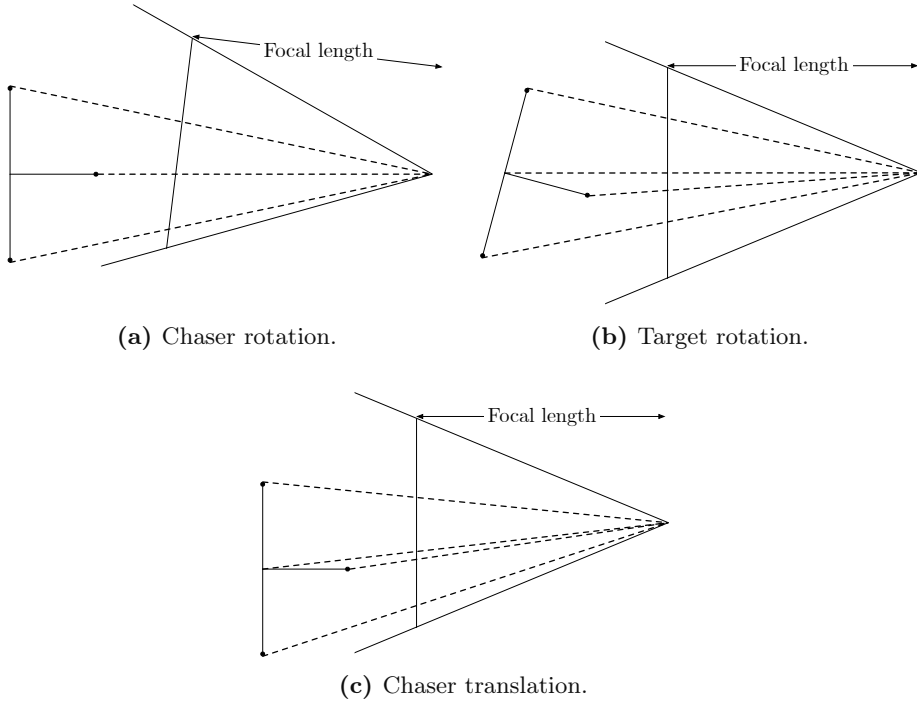 Focal length
Focal length
(a) Chaser rotation.
(b) Target rotation.
Focal length
(c) Chaser translation.